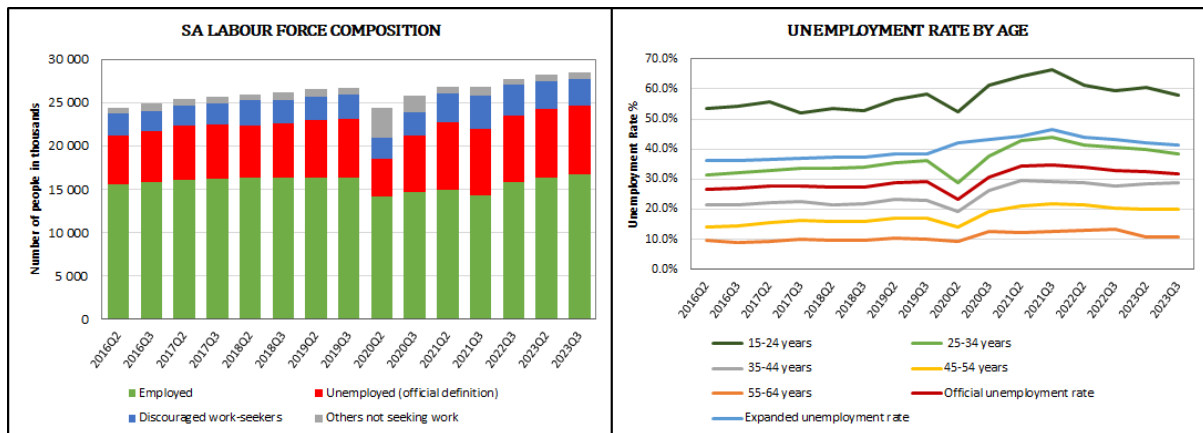 SA LABOUR FORCE COMPOSITION
Number of people in thousands
30 000
25 000
20 000
15 000
10 000
5 000
0
2016Q2 2016Q3 2017Q2 2017Q3 2018Q2 2018Q3 2019Q2 2019Q3 2020Q2 2020Q3 2021Q2 2021Q3 2022Q3 2023Q2 2023Q3
Employed Unemployed (official definition)
Discouraged work-seekers Others not seeking work
UNEMPLOYMENT RATE BY AGE
Unemployment Rate %
70.0%
60.0%
50.0%
40.0%
30.0%
20.0%
10.0%
0.0%
2016Q2 2016Q3 2017Q2 2017Q3 2018Q2 2018Q3 2019Q2 2019Q3 2020Q2 2020Q3 2021Q2 2021Q3 2022Q2 2022Q3 2023Q2 2023Q3
15-24 years 25-34 years
35-44 years 45-54 years
55-64 years Official unemployment rate
Expanded unemployment rate